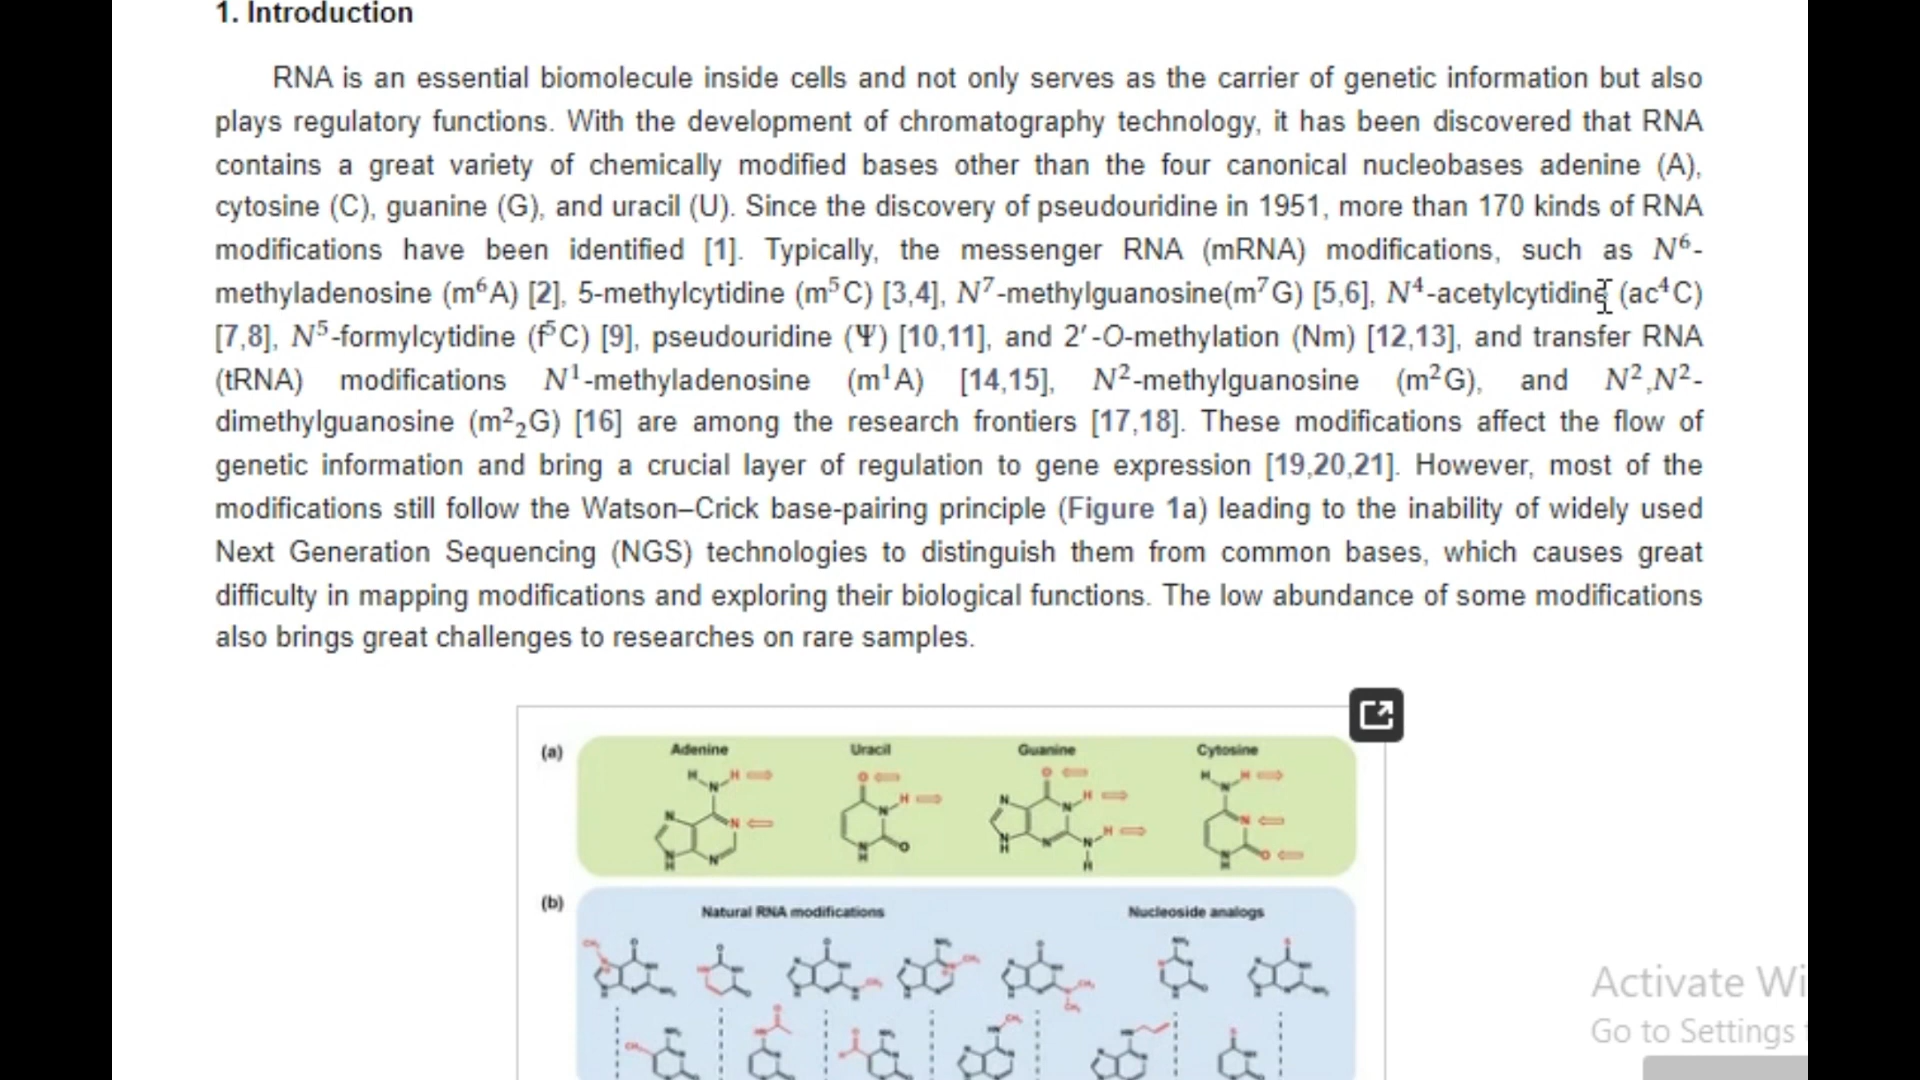 1. Introduction
RNA is an essential biomolecule inside cells and not only serves as the carrier of genetic information but also
plays regulatory functions. With the development of chromatography technology, it has been discovered that RNA
contains a great variety of chemically modified bases other than the four canonical nucleobases adenine (A),
cytosine (C), guanine (G), and uracil (U). Since the discovery of pseudouridine in 1951, more than 170 kinds of RNA
modifications have been identified [1]. Typically, the messenger RNA (mRNA) modifications, such as N⁶-
methyladenosine (m⁶A) [2], 5-methylcytidine (m⁵C) [3,4], N⁷-methylguanosine(m⁷G) [5,6], N⁴-acetylcytidine (ac⁴C)
[7,8], N⁵-formylcytidine (f⁵C) [9], pseudouridine (Ψ) [10,11], and 2′-O-methylation (Nm) [12,13], and transfer RNA
(tRNA) modifications N¹-methyladenosine (m¹A) [14,15], N²-methylguanosine (m²G), and N²,N²-
dimethylguanosine (m²₂G) [16] are among the research frontiers [17,18]. These modifications affect the flow of
genetic information and bring a crucial layer of regulation to gene expression [19,20,21]. However, most of the
modifications still follow the Watson–Crick base-pairing principle (Figure 1a) leading to the inability of widely used
Next Generation Sequencing (NGS) technologies to distinguish them from common bases, which causes great
difficulty in mapping modifications and exploring their biological functions. The low abundance of some modifications
also brings great challenges to researches on rare samples.
(a)
Adenine Uracil Guanine Cytosine
(b)
Natural RNA modifications Nucleoside analogs
Activate Wi
Go to Settings